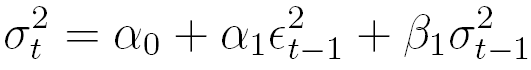 σ_t^2 = α_0 + α_1 ϵ_{t−1}^2 + β_1 σ_{t−1}^2